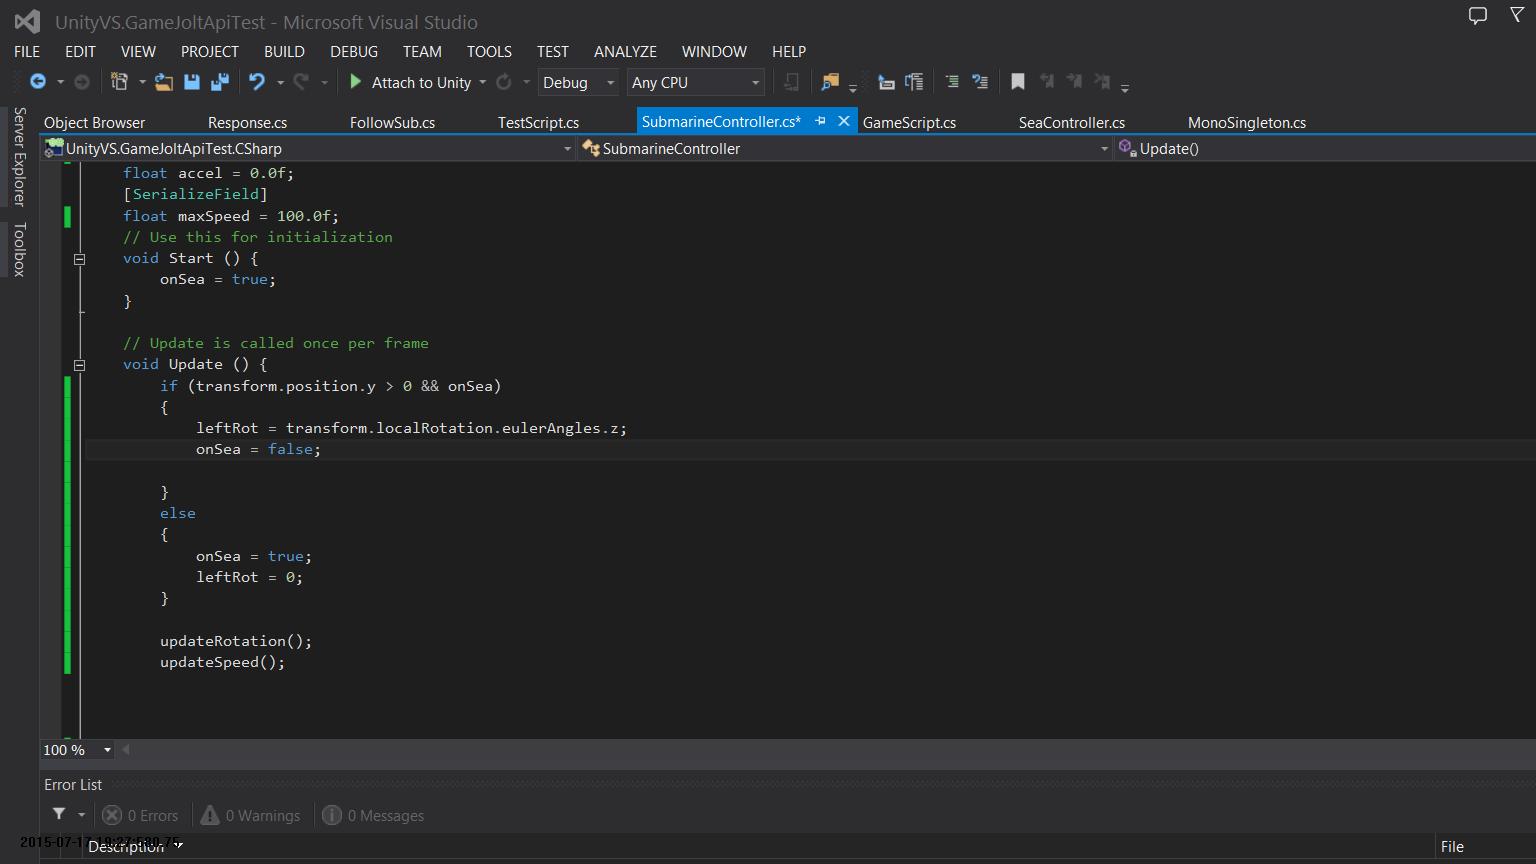 UnityVS.GameJoltApiTest - Microsoft Visual Studio
FILE EDIT VIEW PROJECT BUILD DEBUG TEAM TOOLS TEST ANALYZE WINDOW HELP
Attach to Unity Debug Any CPU
Server Explorer
Toolbox
Object Browser Response.cs FollowSub.cs TestScript.cs SubmarineController.cs* GameScript.cs SeaController.cs MonoSingleton.cs
UnityVS.GameJoltApiTest.CSharp SubmarineController Update()
float accel = 0.0f;
[SerializeField]
float maxSpeed = 100.0f;
// Use this for initialization
void Start () {
onSea = true;
}
// Update is called once per frame
void Update () {
if (transform.position.y > 0 && onSea)
{
leftRot = transform.localRotation.eulerAngles.z;
onSea = false;
}
else
{
onSea = true;
leftRot = 0;
}
updateRotation();
updateSpeed();
100 %
Error List
0 Errors 0 Warnings 0 Messages
Description File